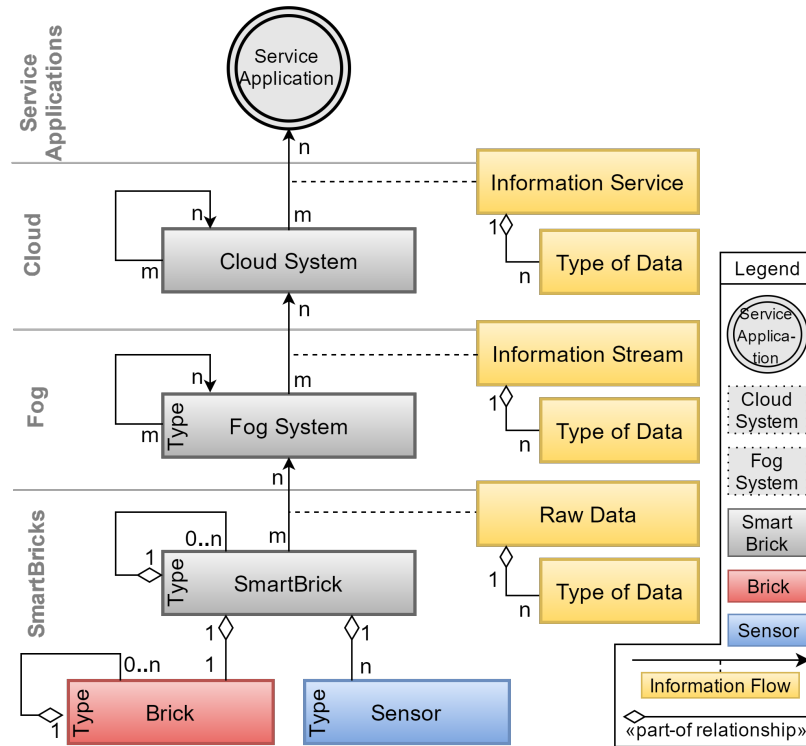 Service
Applications
Service
Application
n
Information Service
m
1
n
Type of Data
Cloud
n
m
Cloud System
n
Information Stream
m
1
n
Type of Data
Fog
n
m
Type
Fog System
n
Raw Data
m
1
n
Type of Data
SmartBricks
0..n
1
Type
SmartBrick
1
1
1
n
0..n
1
Type
Brick
Type
Sensor
Legend
Service
Applica-
tion
Cloud
System
Fog
System
Smart
Brick
Brick
Sensor
Information Flow
«part-of relationship»